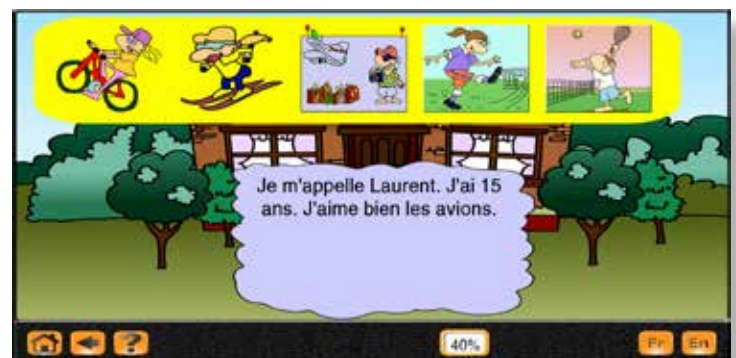 Je m'appelle Laurent. J'ai 15
ans. J'aime bien les avions.
?
40%
Fr
En